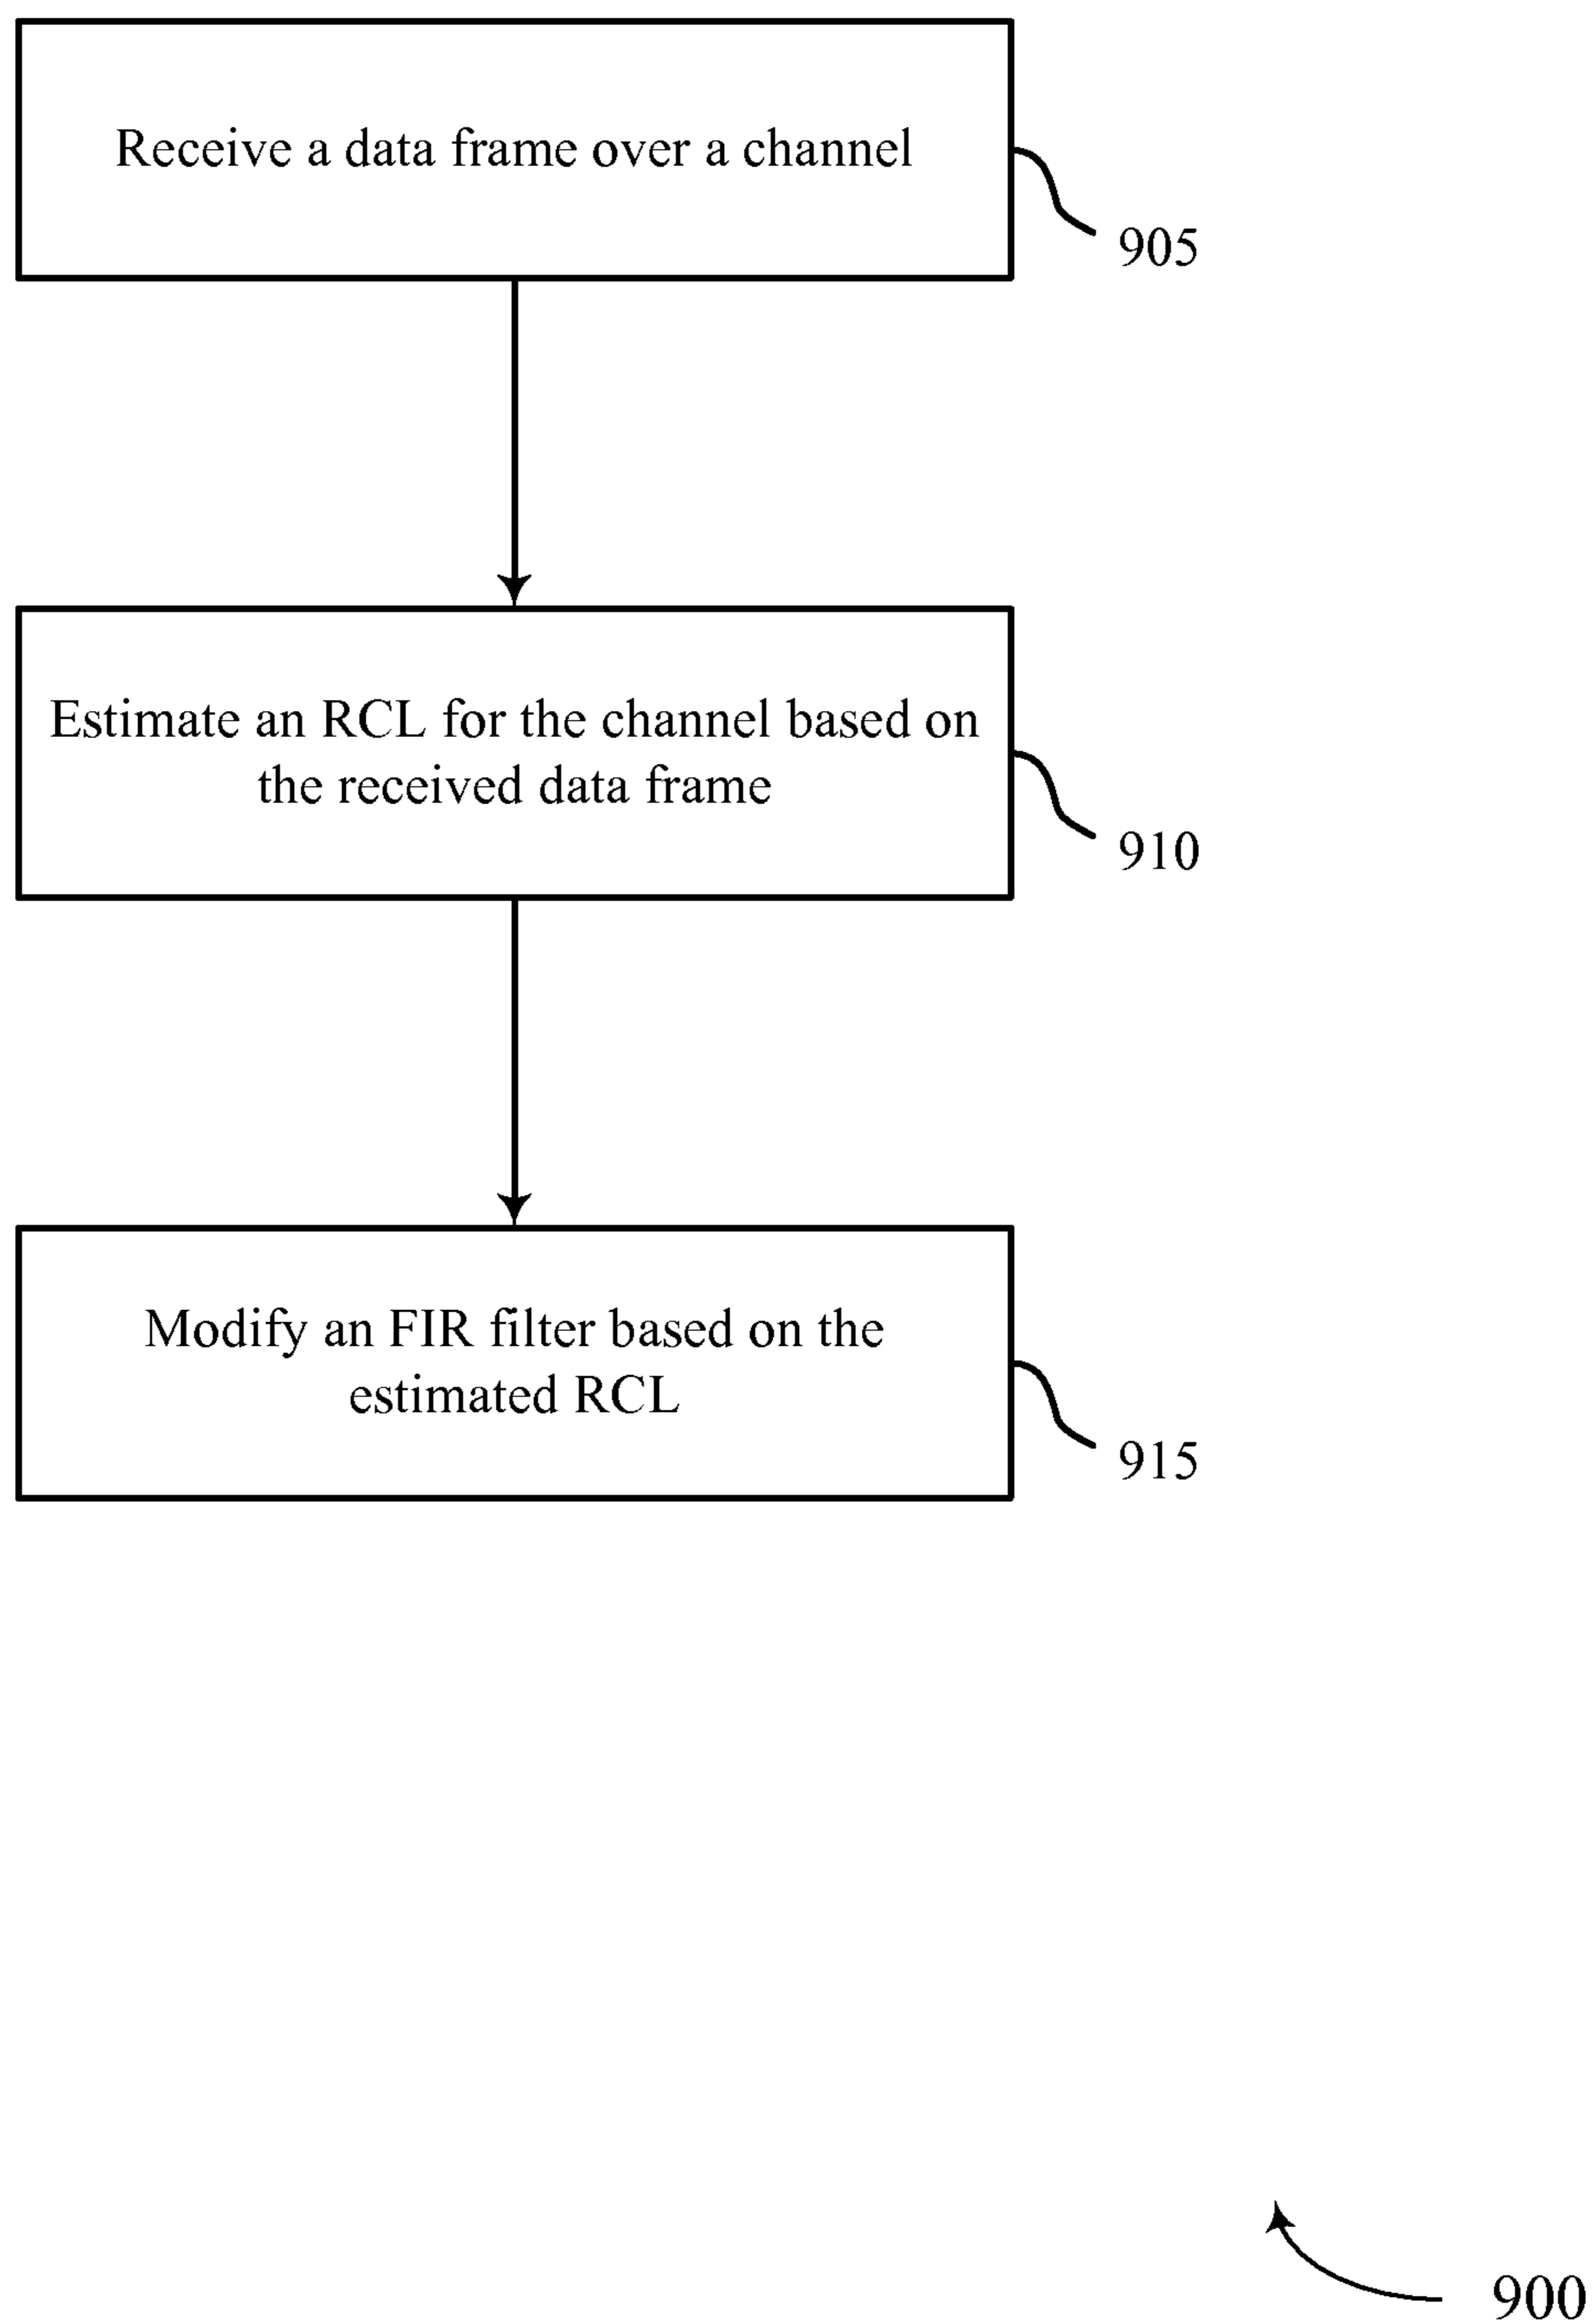 Receive a data frame over a channel
905
Estimate an RCL for the channel based on
the received data frame
910
Modify an FIR filter based on the
estimated RCL
915
900